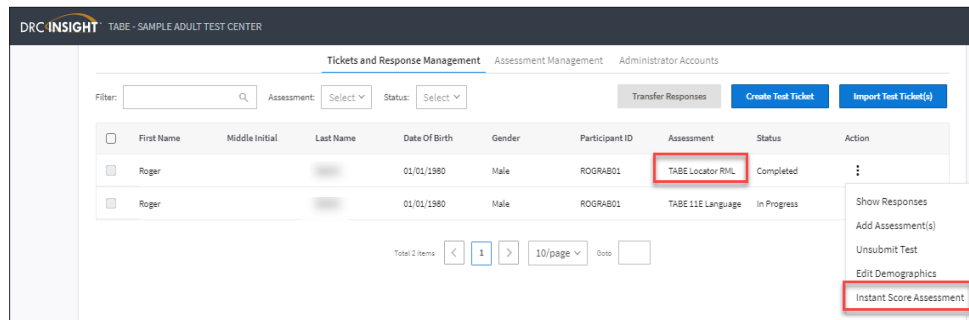 DRC INSIGHT TABE - SAMPLE ADULT TEST CENTER
Tickets and Response Management Assessment Management Administrator Accounts
Filter: Assessment: Select Status: Select Transfer Responses Create Test Ticket Import Test Ticket(s)
First Name Middle Initial Last Name Date Of Birth Gender Participant ID Assessment Status Action
Roger 01/01/1980 Male ROGRAB01 TABE Locator RML Completed
Roger 01/01/1980 Male ROGRAB01 TABE 11E Language In Progress
Show Responses
Add Assessment(s)
Unsubmit Test
Edit Demographics
Instant Score Assessment
Total 2 items 1 10/page Goto